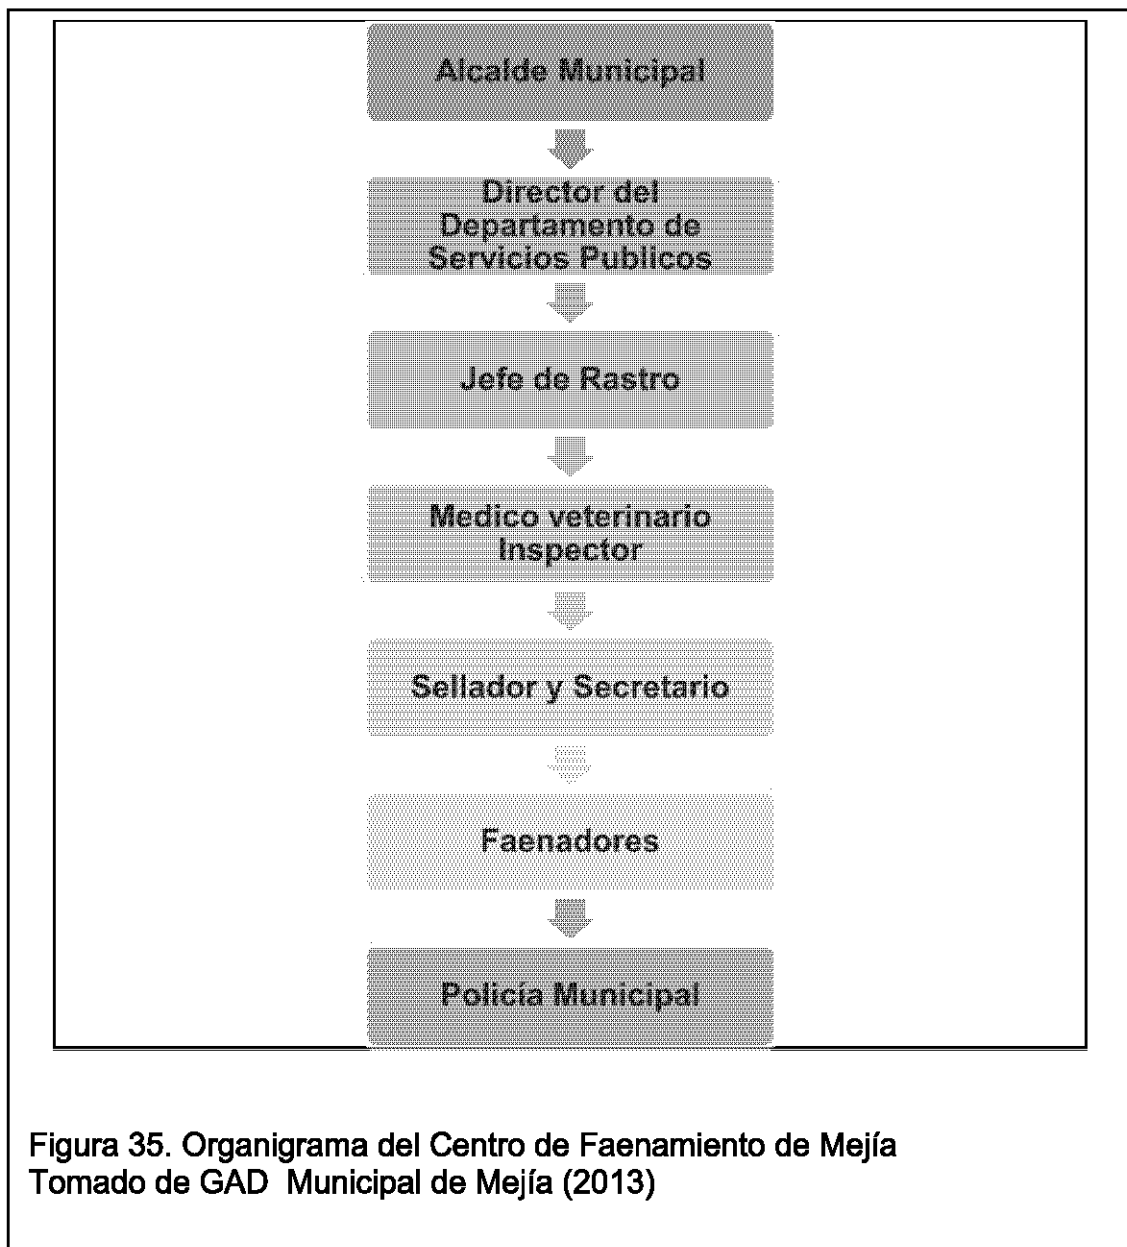 Alcalde Municipal
Director del
Departamento de
Servicios Publicos
Jefe de Rastro
Medico veterinario
Inspector
Sellador y Secretario
Faenadores
Policía Municipal
Figura 35. Organigrama del Centro de Faenamiento de Mejía
Tomado de GAD Municipal de Mejía (2013)